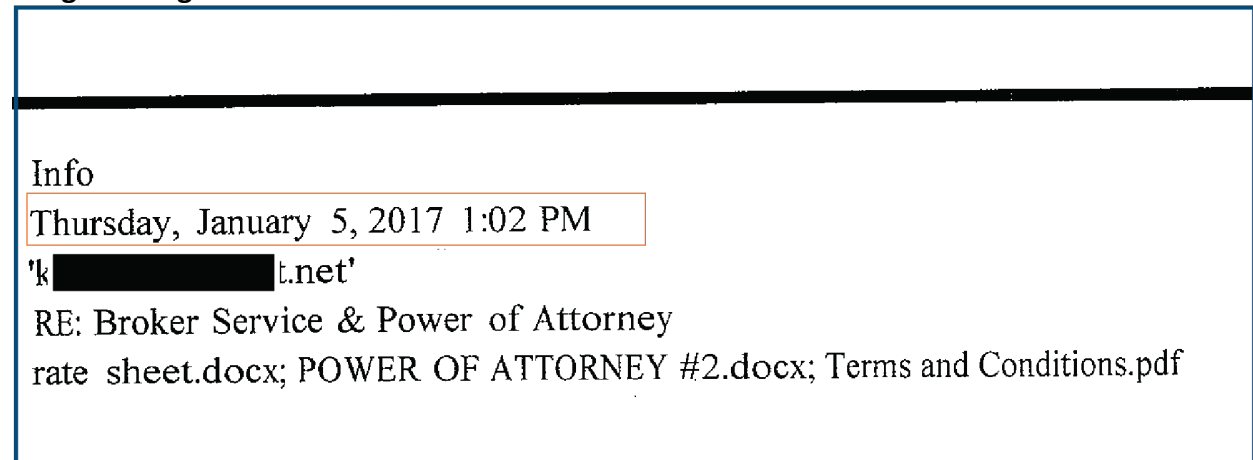 Info
Thursday, January 5, 2017 1:02 PM
'k t.net'
RE: Broker Service & Power of Attorney
rate sheet.docx; POWER OF ATTORNEY #2.docx; Terms and Conditions.pdf